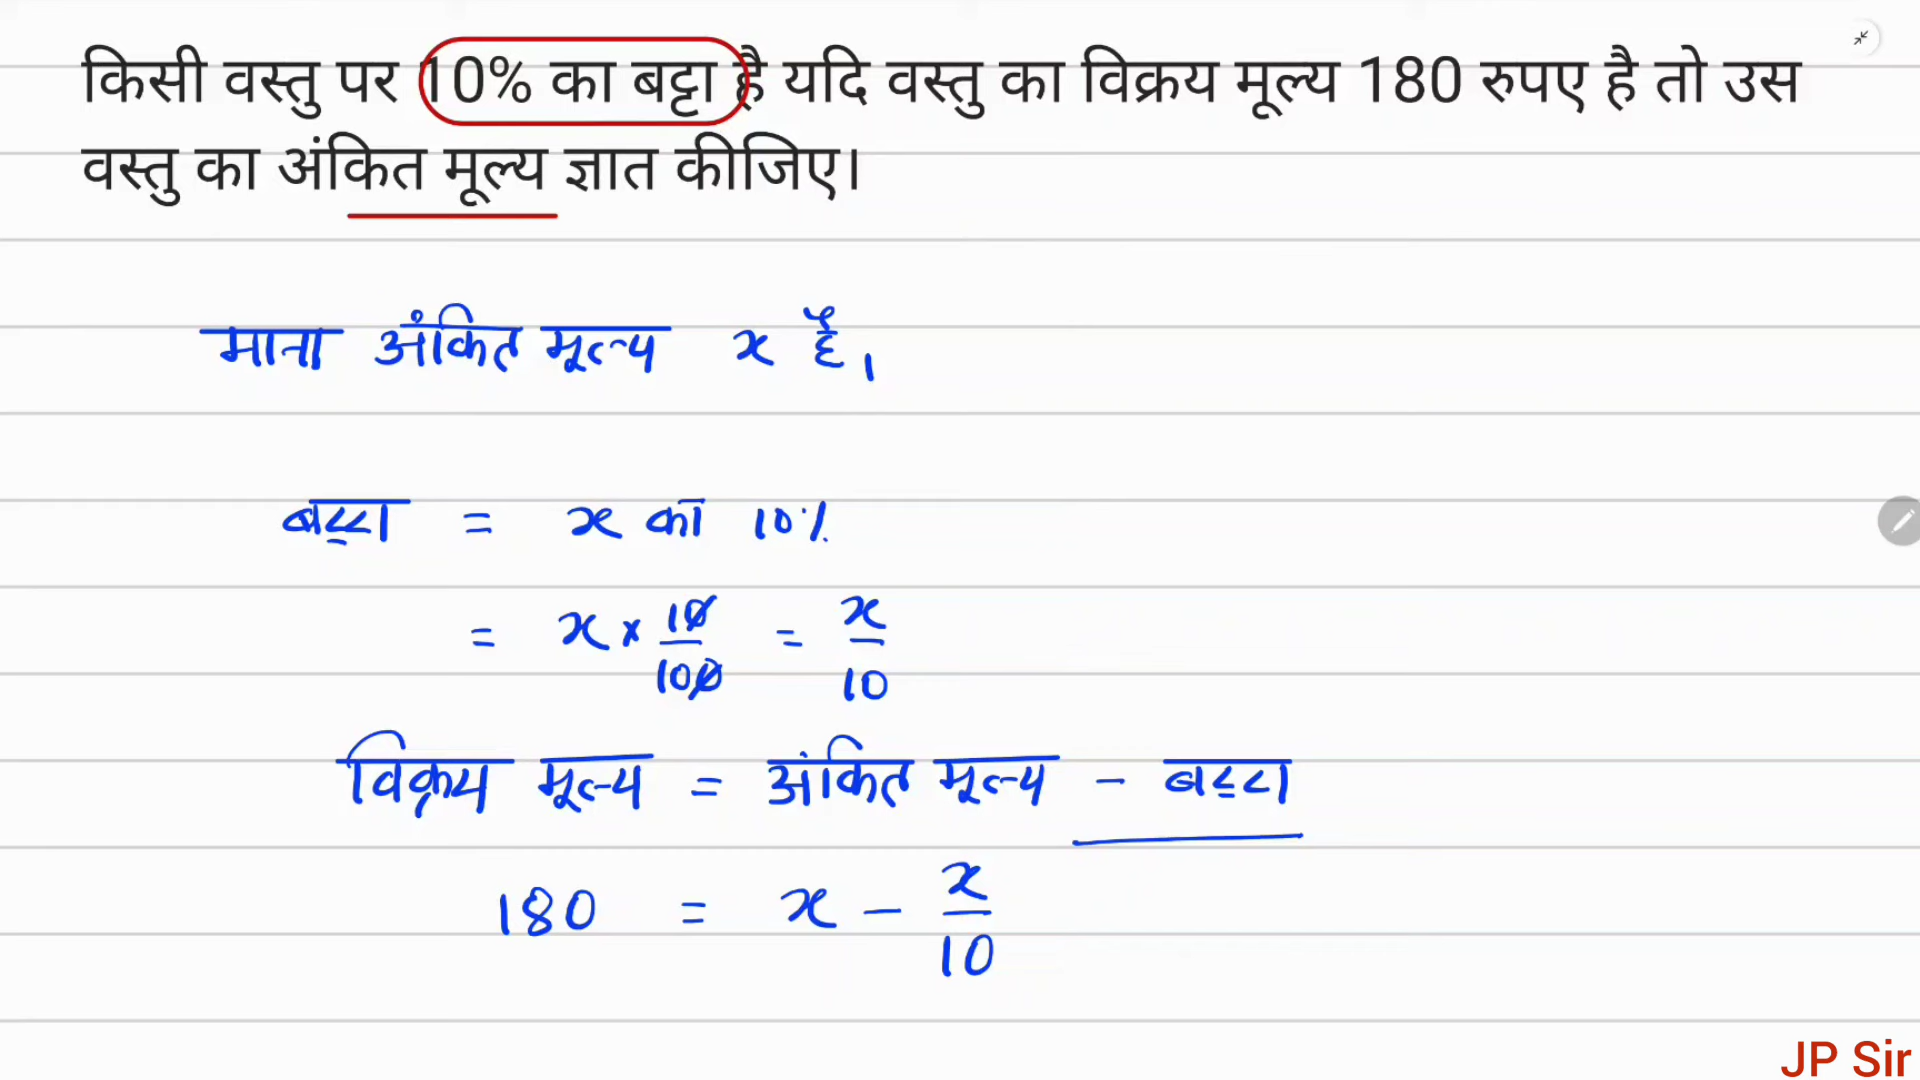 किसी वस्तु पर 10% का बट्टा है यदि वस्तु का विक्रय मूल्य 180 रुपए है तो उस
वस्तु का अंकित मूल्य ज्ञात कीजिए।
माना अंकित मूल्य x है।
बट्टा = x का 10%
= x × 10/100 = x/10
विक्रय मूल्य = अंकित मूल्य - बट्टा
180 = x - x/10
JP Sir